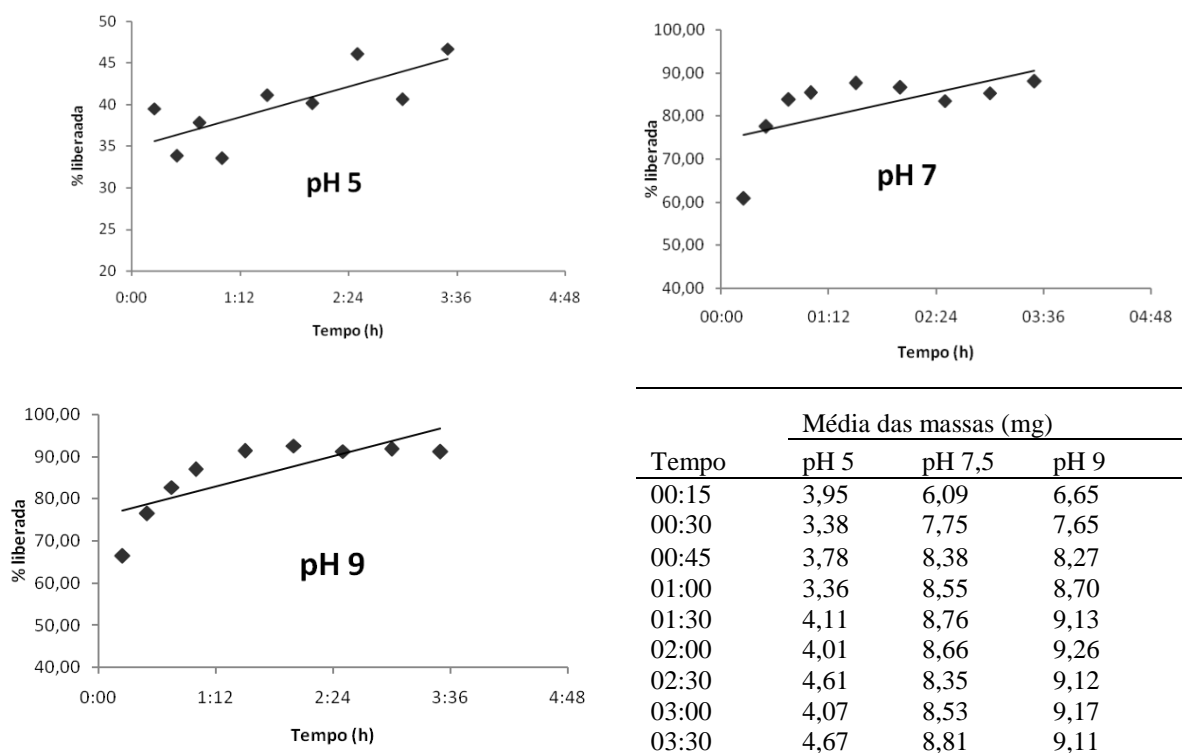 50
45
40
35
30
25
20
% liberaada
pH 5
0:00 1:12 2:24 3:36 4:48
Tempo (h)
100,00
90,00
80,00
70,00
60,00
50,00
40,00
% liberada
pH 7
00:00 01:12 02:24 03:36 04:48
Tempo (h)
100,00
90,00
80,00
70,00
60,00
50,00
40,00
% liberada
pH 9
0:00 1:12 2:24 3:36 4:48
Tempo (h)
Média das massas (mg)
Tempo pH 5 pH 7,5 pH 9
00:15 3,95 6,09 6,65
00:30 3,38 7,75 7,65
00:45 3,78 8,38 8,27
01:00 3,36 8,55 8,70
01:30 4,11 8,76 9,13
02:00 4,01 8,66 9,26
02:30 4,61 8,35 9,12
03:00 4,07 8,53 9,17
03:30 4,67 8,81 9,11